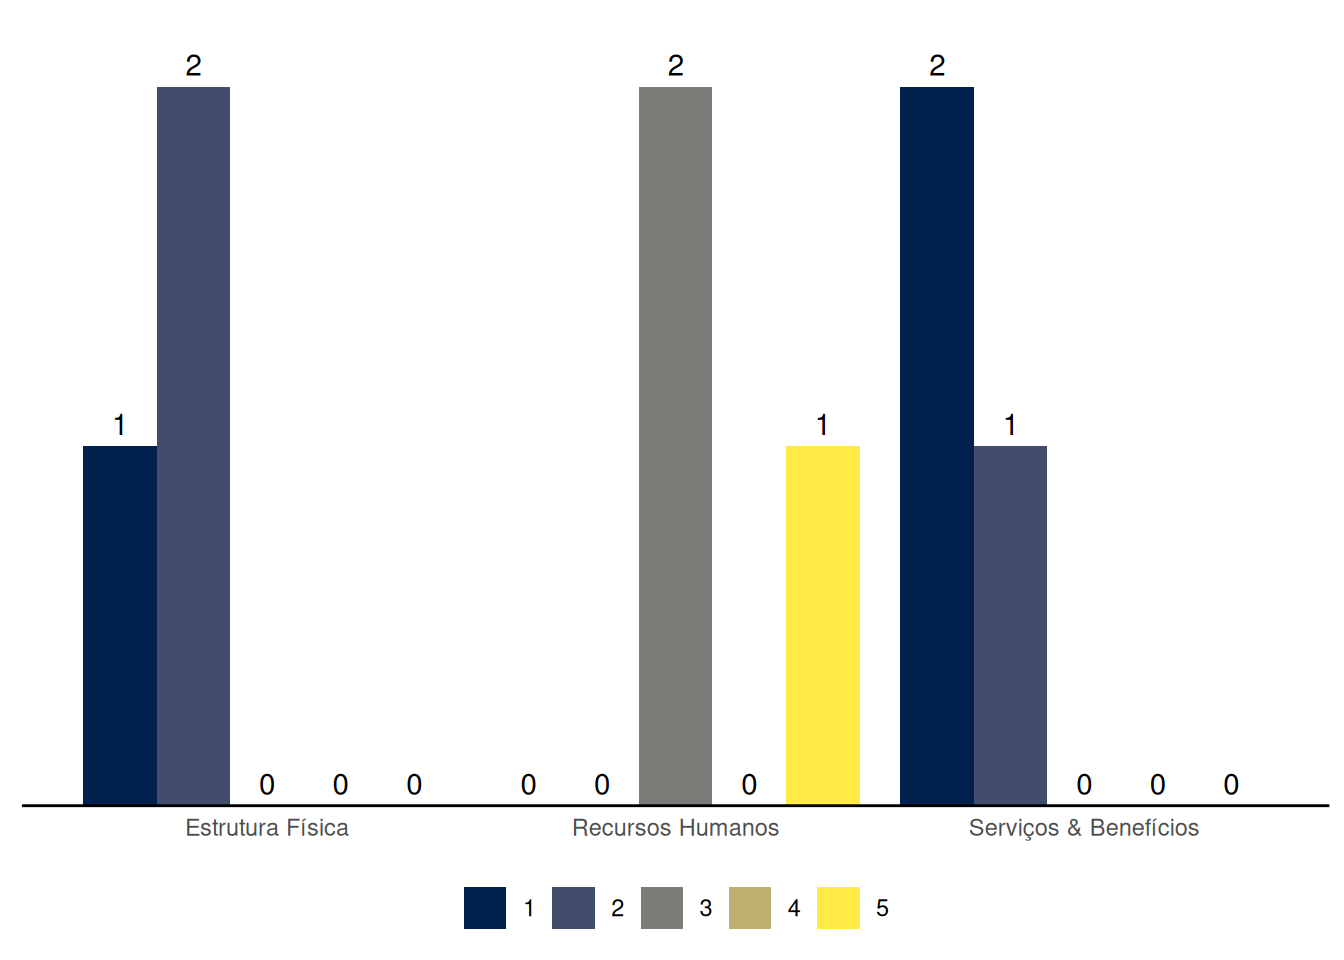 2 2 2
1 1 1
0 0 0 0 0 0 0 0 0
Estrutura Física Recursos Humanos Serviços & Benefícios
1 2 3 4 5